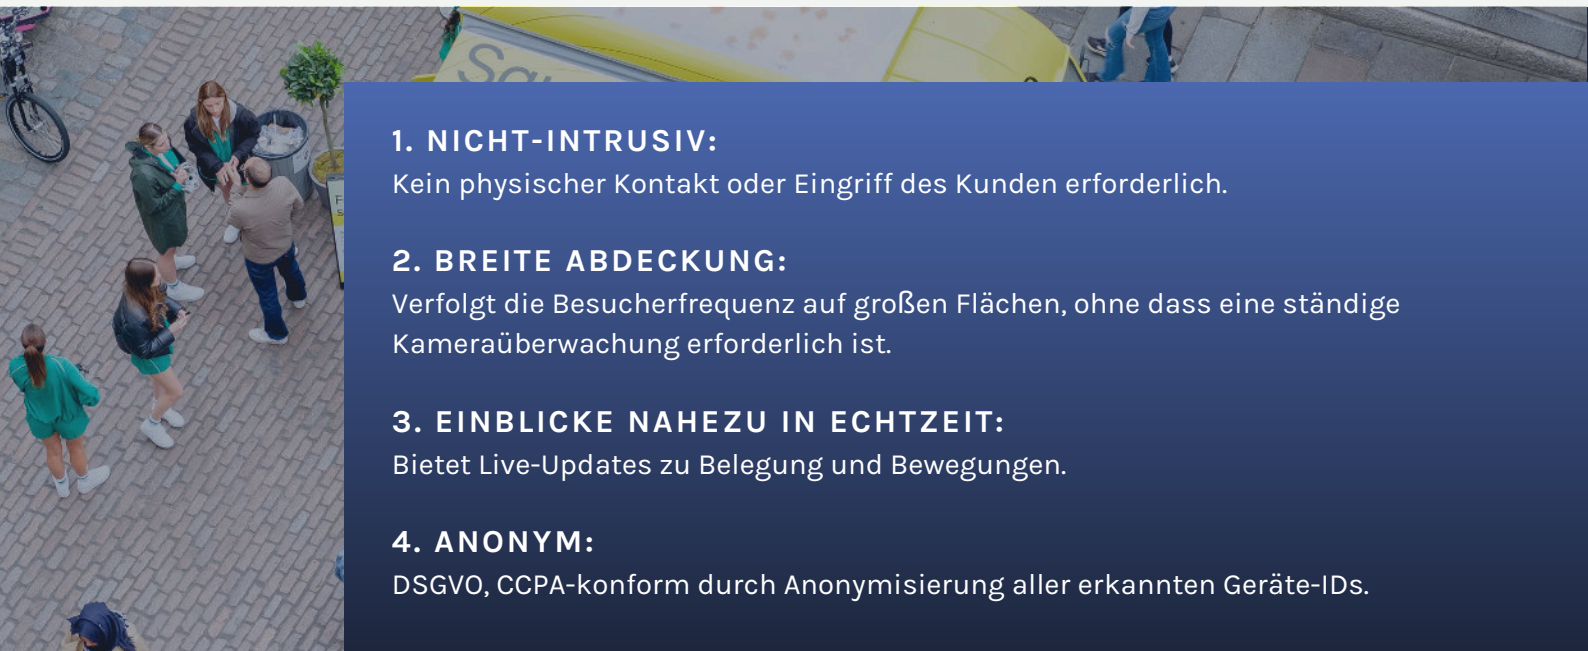 1. NICHT-INTRUSIV:
Kein physischer Kontakt oder Eingriff des Kunden erforderlich.
2. BREITE ABDECKUNG:
Verfolgt die Besucherfrequenz auf großen Flächen, ohne dass eine ständige
Kameraüberwachung erforderlich ist.
3. EINBLICKE NAHEZU IN ECHTZEIT:
Bietet Live-Updates zu Belegung und Bewegungen.
4. ANONYM:
DSGVO, CCPA-konform durch Anonymisierung aller erkannten Geräte-IDs.